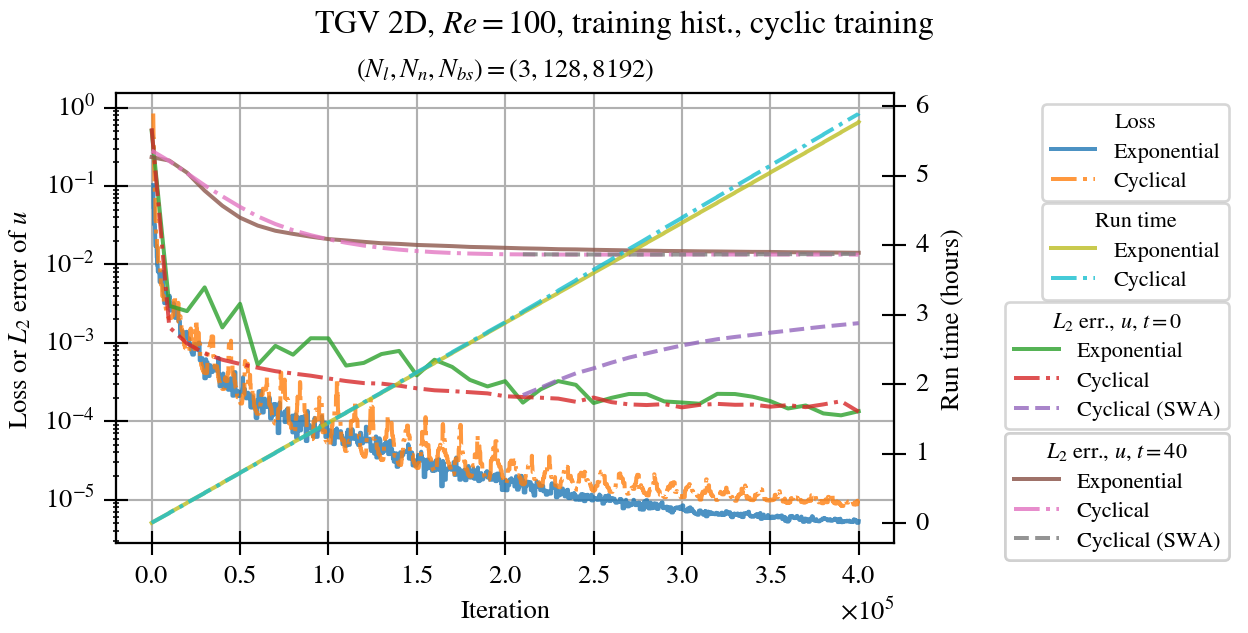 TGV 2D, Re = 100, training hist., cyclic training
(N_l, N_n, N_bs) = (3, 128, 8192)
Loss or L_2 error of u
10^0
10^−1
10^−2
10^−3
10^−4
10^−5
0.0 0.5 1.0 1.5 2.0 2.5 3.0 3.5 4.0
Iteration
×10^5
6
5
4
3
2
1
0
Run time (hours)
Loss
Exponential
Cyclical
Run time
Exponential
Cyclical
L_2 err., u, t = 0
Exponential
Cyclical
Cyclical (SWA)
L_2 err., u, t = 40
Exponential
Cyclical
Cyclical (SWA)